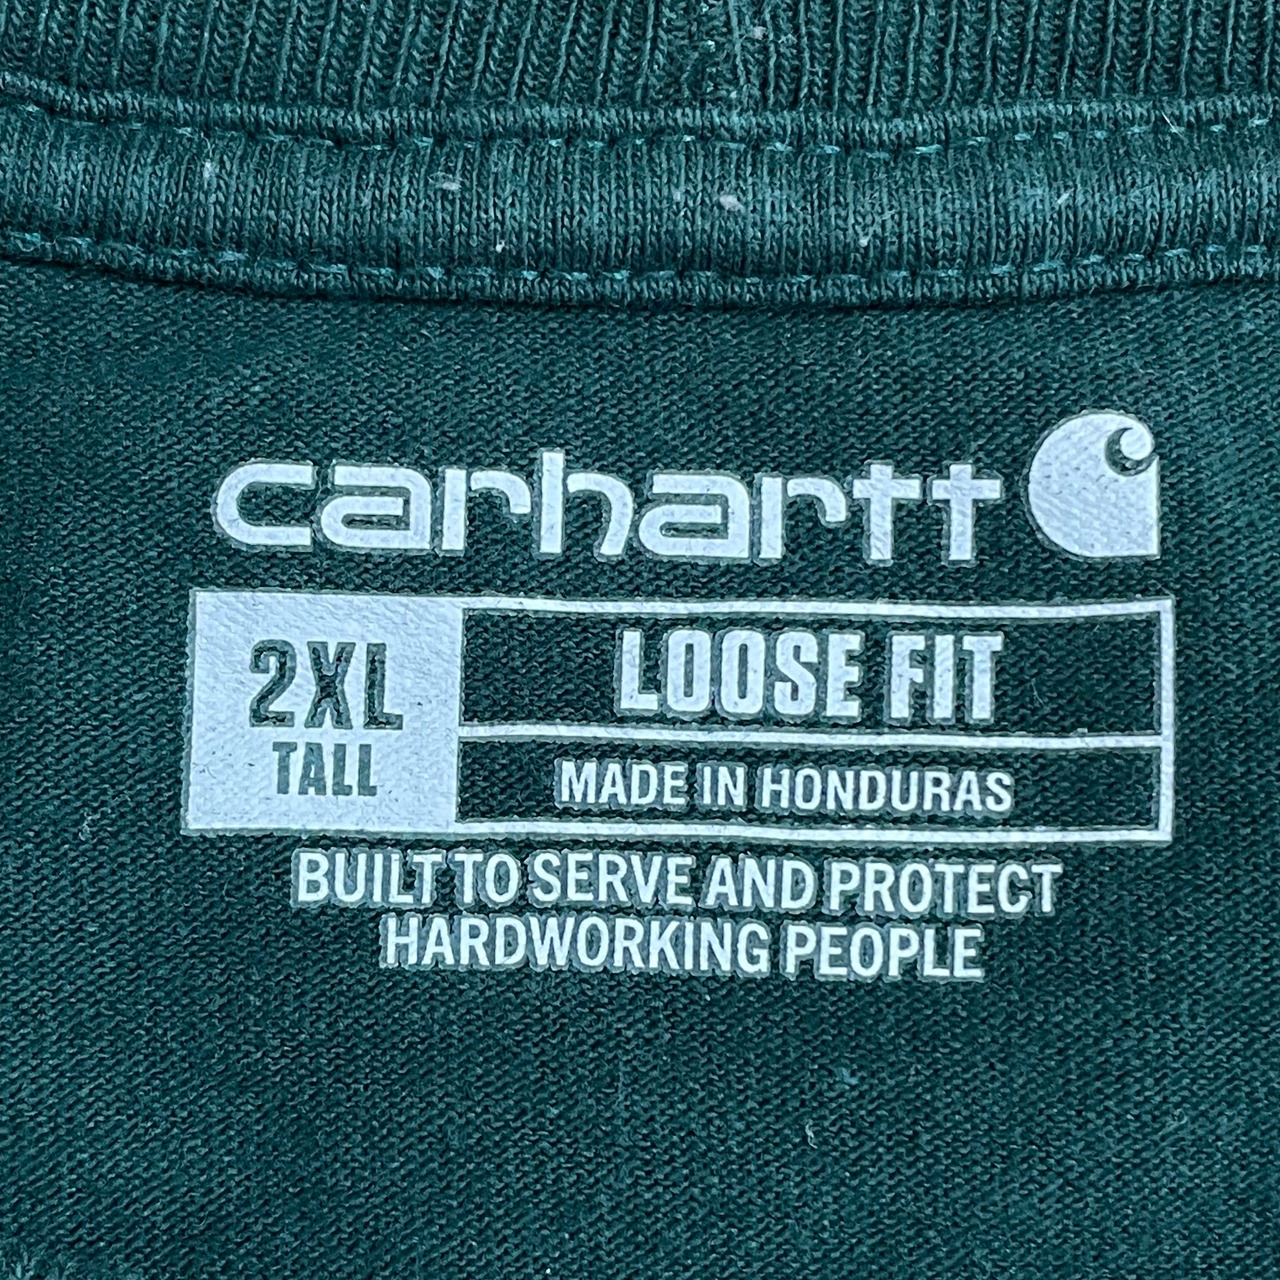 carhartt
2XL
TALL
LOOSE FIT
MADE IN HONDURAS
BUILT TO SERVE AND PROTECT
HARDWORKING PEOPLE